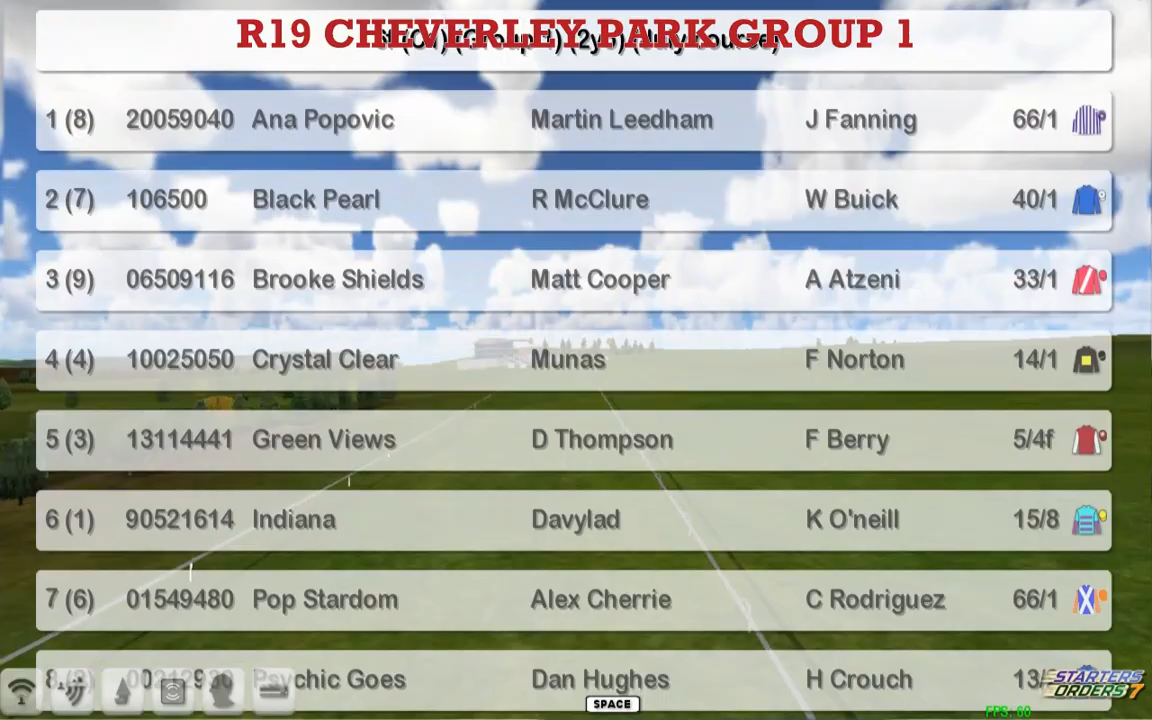 R19 CHEVERLEY PARK GROUP 1
1 (8) 20059040 Ana Popovic Martin Leedham J Fanning 66/1
2 (7) 106500 Black Pearl R McClure W Buick 40/1
3 (9) 06509116 Brooke Shields Matt Cooper A Atzeni 33/1
4 (4) 10025050 Crystal Clear Munas F Norton 14/1
5 (3) 13114441 Green Views D Thompson F Berry 5/4f
6 (1) 90521614 Indiana Davylad K O'neill 15/8
7 (6) 01549480 Pop Stardom Alex Cherrie C Rodriguez 66/1
Psychic Goes Dan Hughes H Crouch
STARTERS ORDERS 7
SPACE
FPS: 60